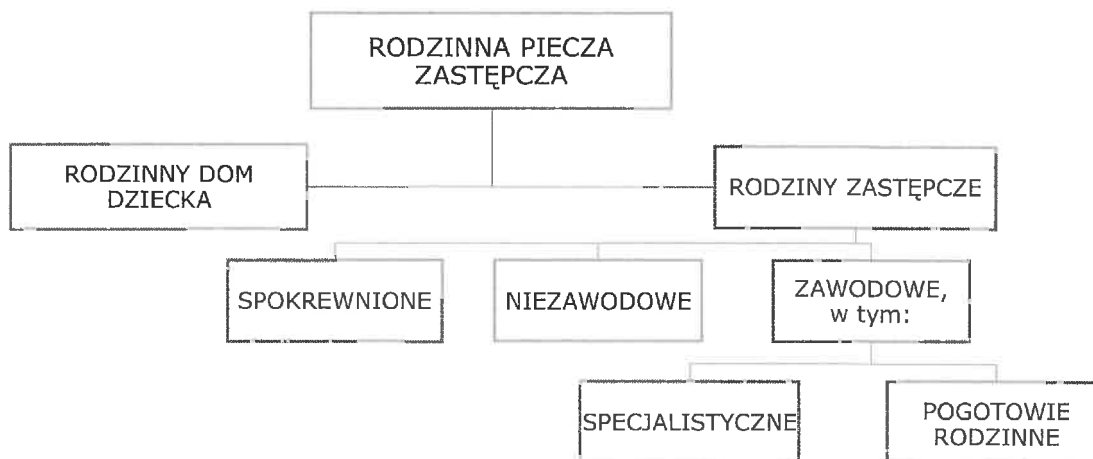 RODZINNA PIECZA
ZASTĘPCZA
RODZINNY DOM
DZIECKA
RODZINY ZASTĘPCZE
SPOKREWNIONE
NIEZAWODOWE
ZAWODOWE,
w tym:
SPECJALISTYCZNE
POGOTOWIE
RODZINNE